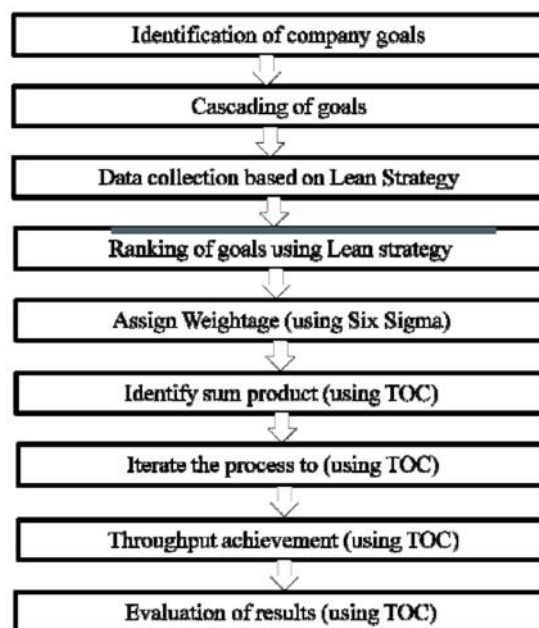 Identification of company goals
Cascading of goals
Data collection based on Lean Strategy
Ranking of goals using Lean strategy
Assign Weightage (using Six Sigma)
Identify sum product (using TOC)
Iterate the process to (using TOC)
Throughput achievement (using TOC)
Evaluation of results (using TOC)